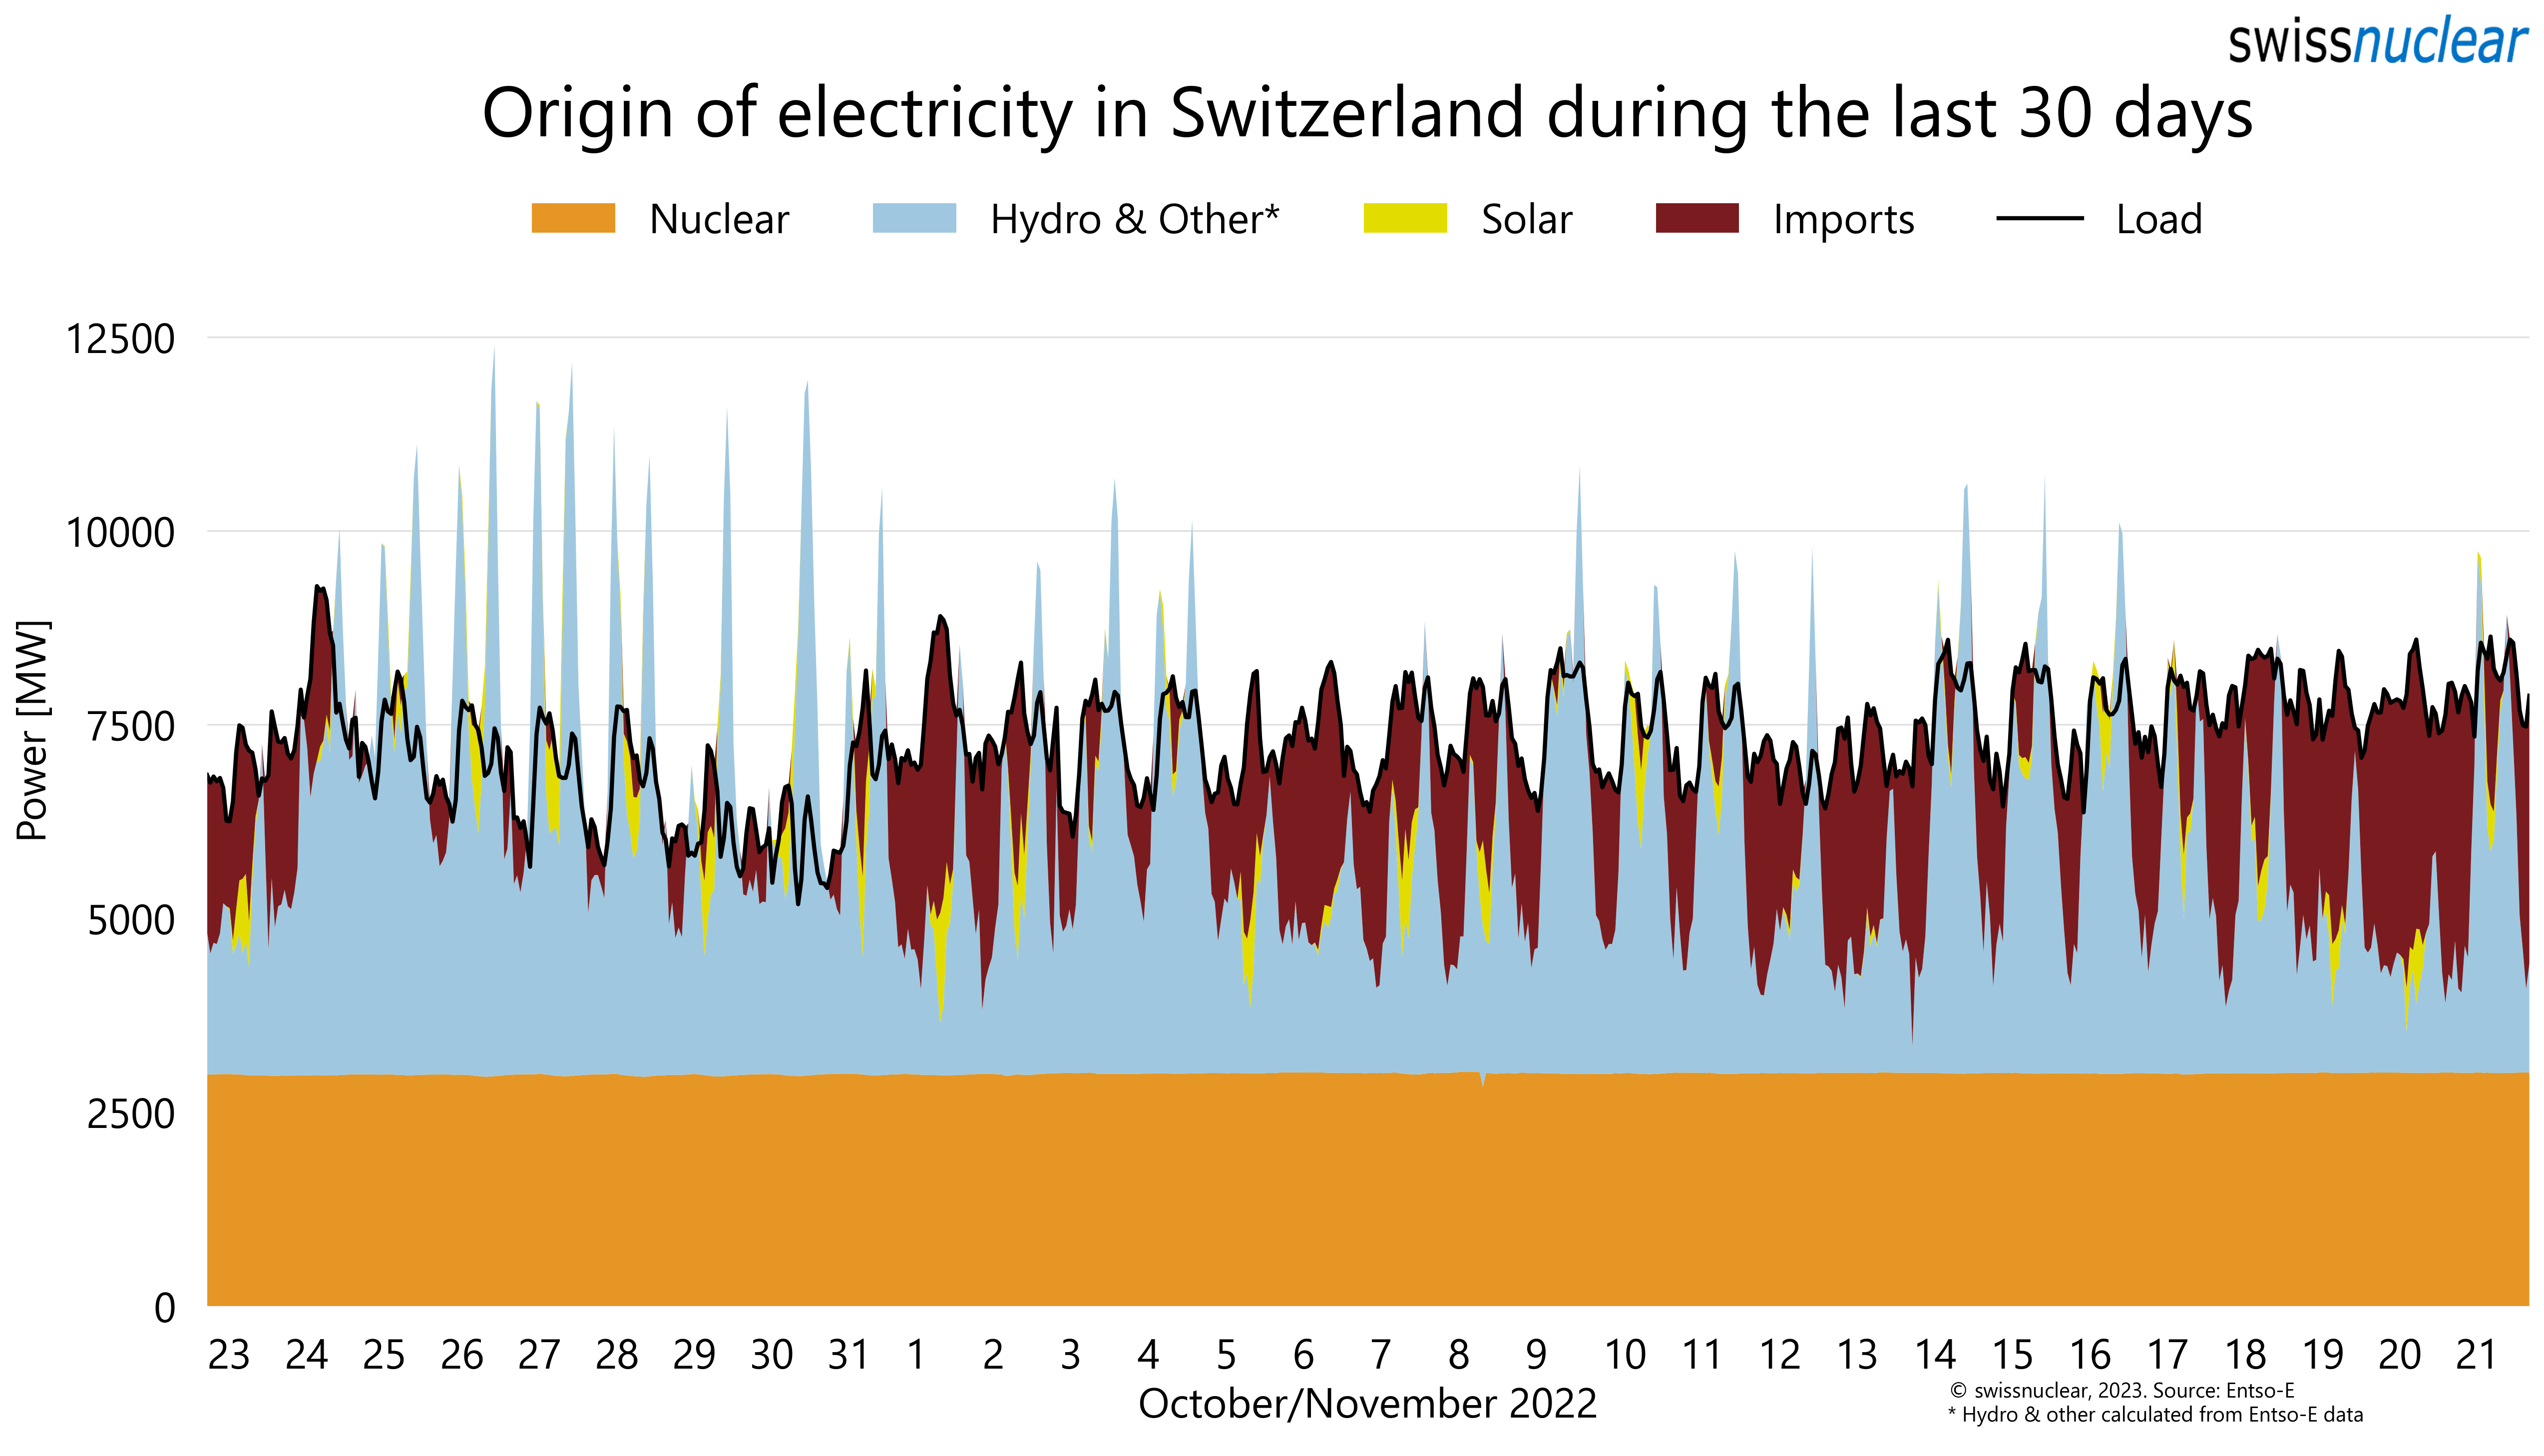 swissnuclear
Origin of electricity in Switzerland during the last 30 days
Nuclear Hydro & Other* Solar Imports Load
12500
10000
7500
5000
2500
0
Power [MW]
23 24 25 26 27 28 29 30 31 1 2 3 4 5 6 7 8 9 10 11 12 13 14 15 16 17 18 19 20 21
October/November 2022
© swissnuclear, 2023. Source: Entso-E
* Hydro & other calculated from Entso-E data